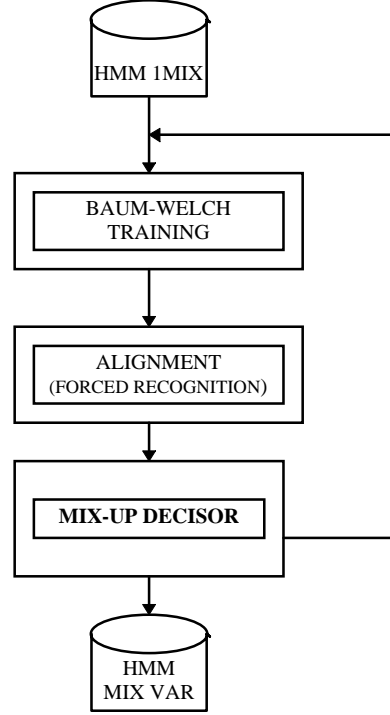 HMM 1MIX
BAUM-WELCH
TRAINING
ALIGNMENT
(FORCED RECOGNITION)
MIX-UP DECISOR
HMM
MIX VAR